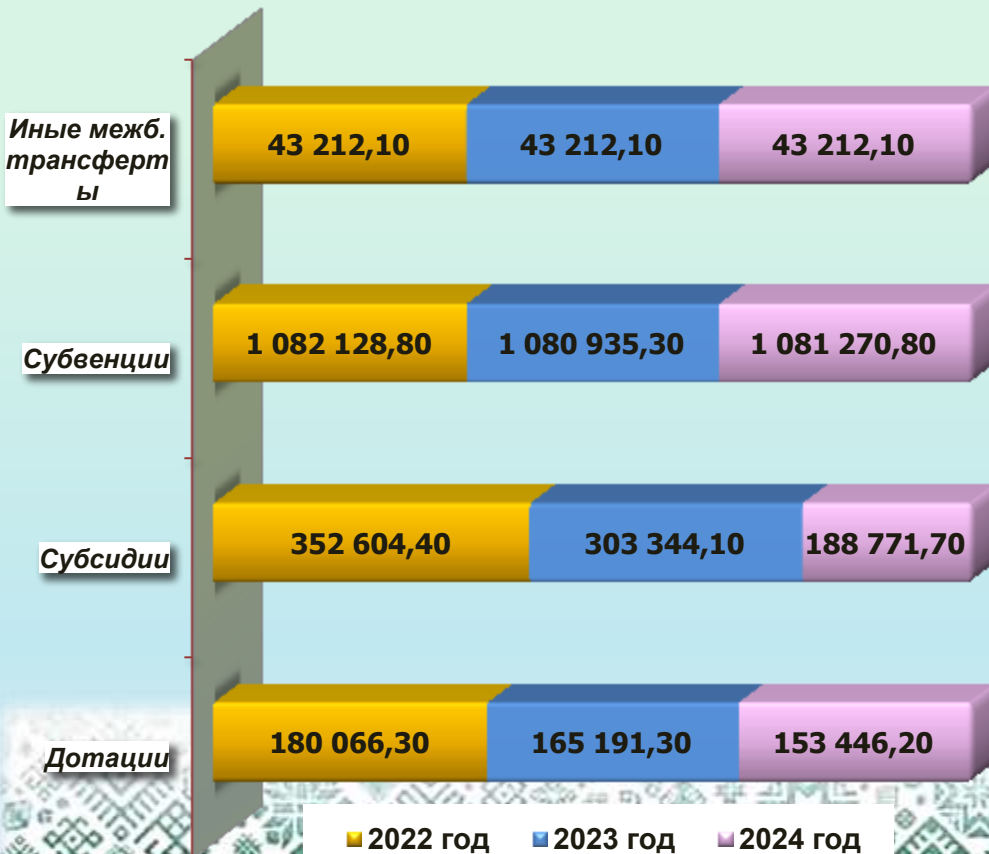 Иные межб.
трансферт
ы
43 212,10 43 212,10 43 212,10
Субвенции
1 082 128,80 1 080 935,30 1 081 270,80
Субсидии
352 604,40 303 344,10 188 771,70
Дотации
180 066,30 165 191,30 153 446,20
2022 год 2023 год 2024 год